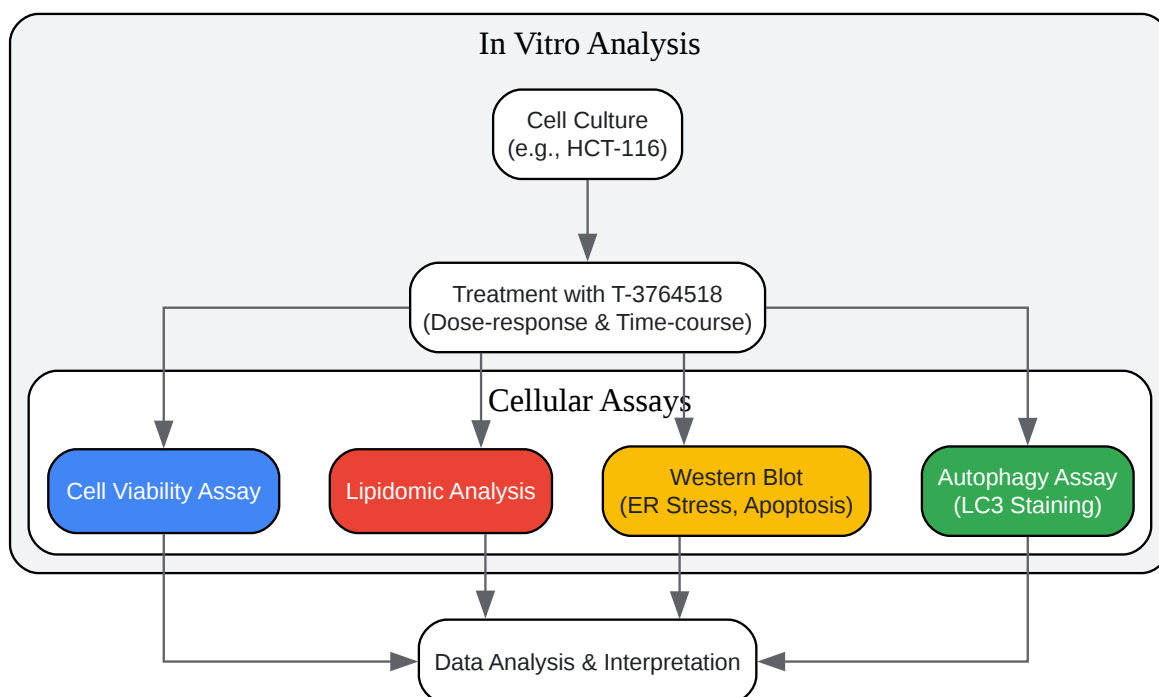 In Vitro Analysis
Cell Culture
(e.g., HCT-116)
Treatment with T-3764518
(Dose-response & Time-course)
Cellular Assays
Cell Viability Assay
Lipidomic Analysis
Western Blot
(ER Stress, Apoptosis)
Autophagy Assay
(LC3 Staining)
Data Analysis & Interpretation